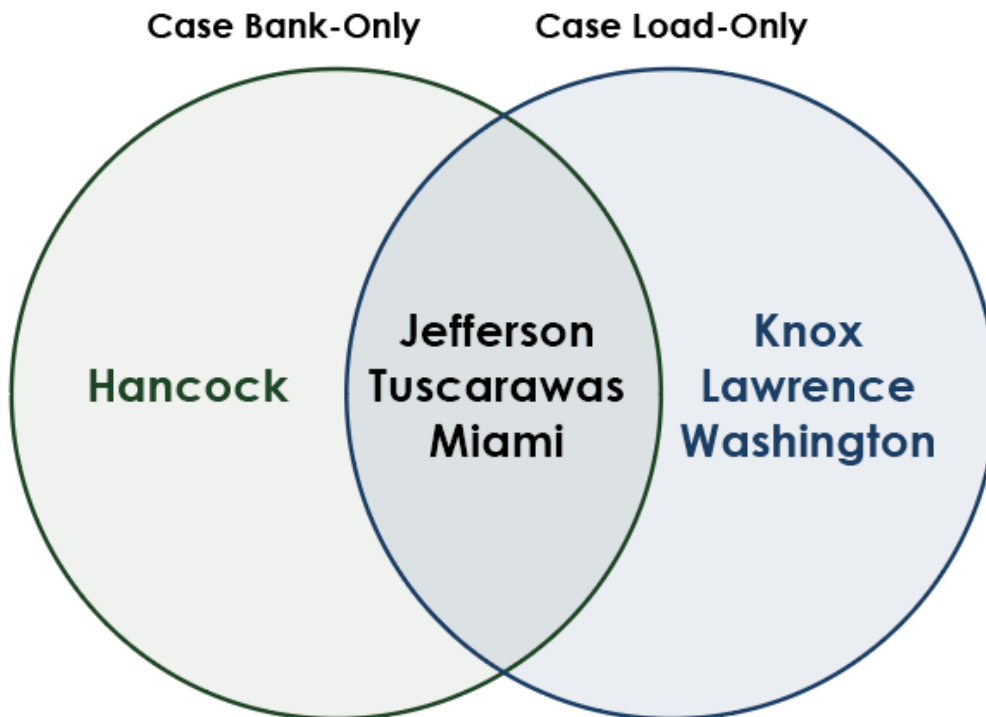 Case Bank-Only
Case Load-Only
Hancock
Jefferson
Tuscarawas
Miami
Knox
Lawrence
Washington